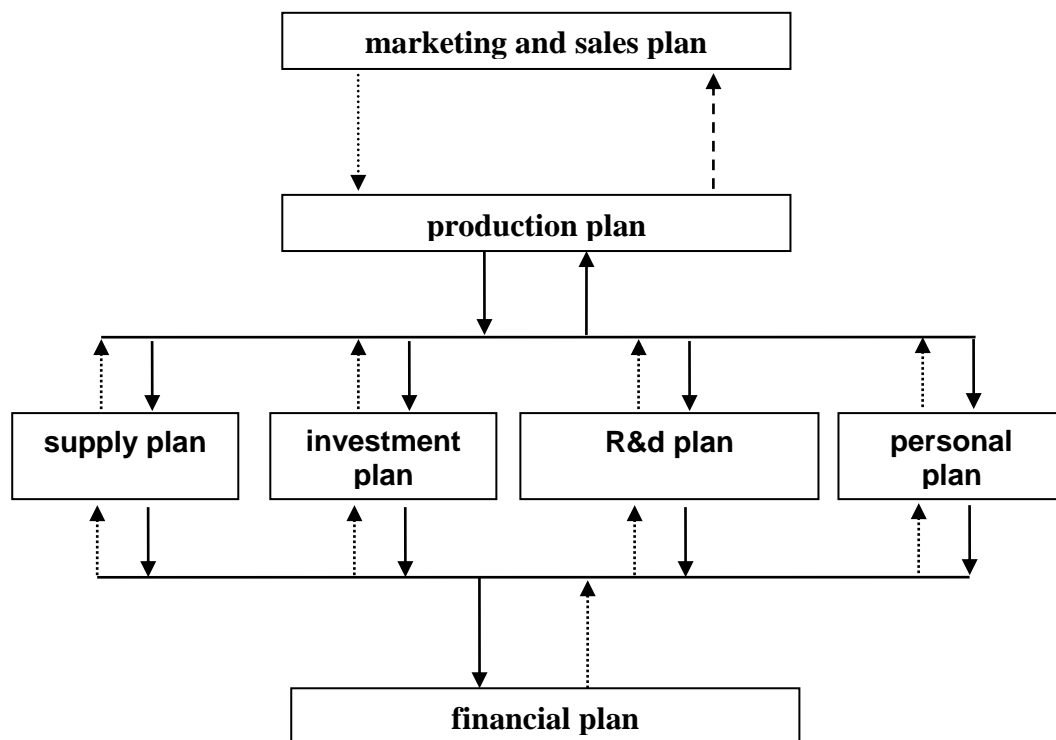 marketing and sales plan
production plan
supply plan
investment
plan
R&d plan
personal
plan
financial plan